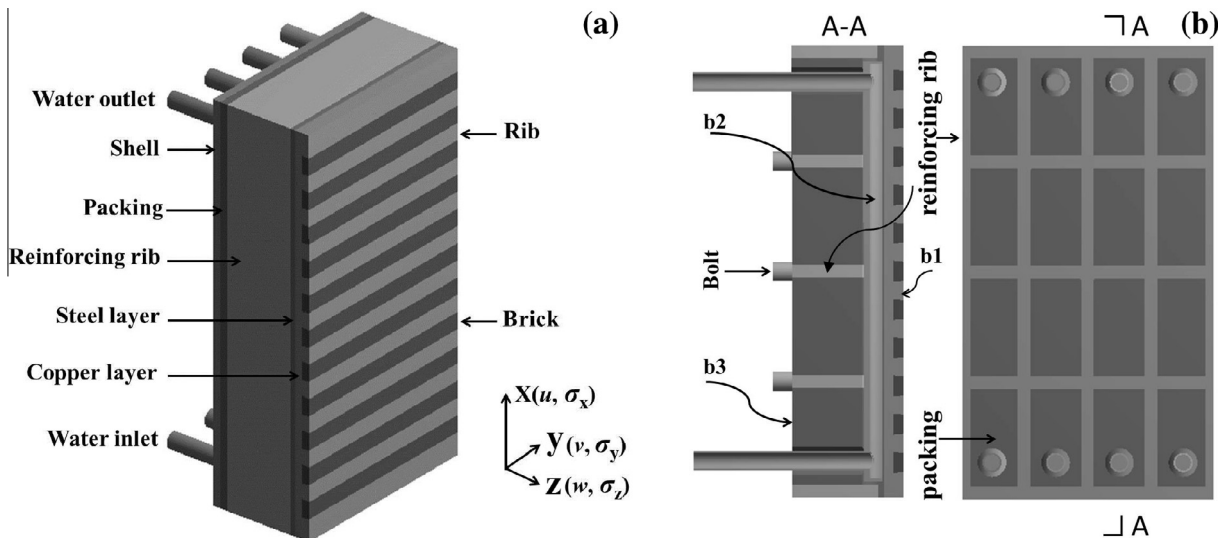 (a)
Water outlet
Shell
Packing
Reinforcing rib
Steel layer
Copper layer
Water inlet
Rib
Brick
X(u, σx)
y(v, σy)
z(w, σz)
(b)
A-A
A
b2
reinforcing rib
Bolt
b1
b3
packing
A